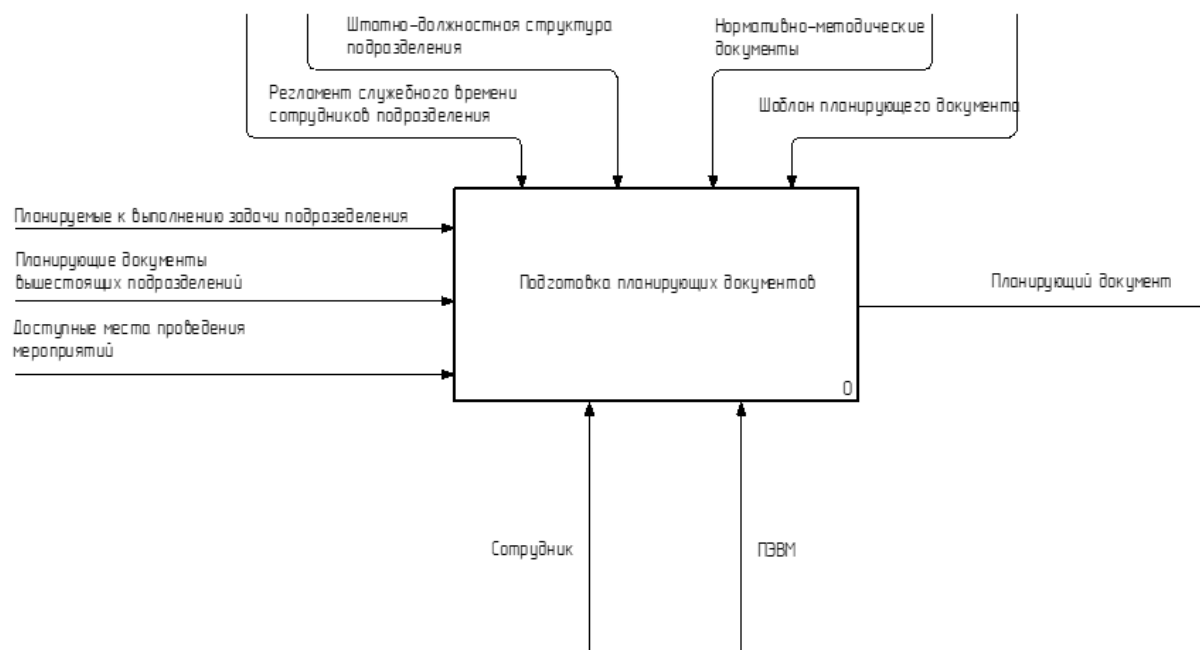 Штатно-должностная структура
подразделения
Нормативно-методические
документы
Регламент служебного времени
сотрудников подразделения
Шаблон планирующего документа
Планируемые к выполнению задачи подразеделения
Планирующие документы
вышестоящих подразделений
Доступные места проведения
мероприятий
Подготовка планирующих документов
0
Планирующий документ
Сотрудник
ПЭВМ